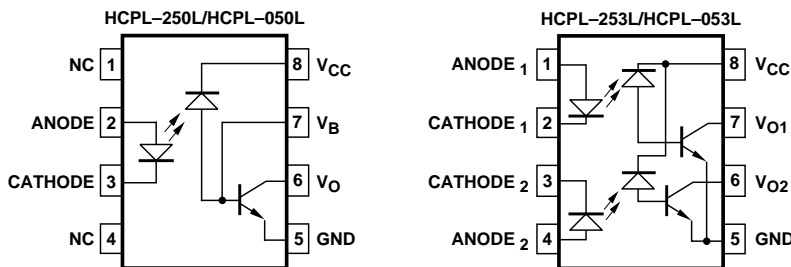 HCPL–250L/HCPL–050L
NC 1
ANODE 2
CATHODE 3
NC 4
8 VCC
7 VB
6 VO
5 GND
HCPL–253L/HCPL–053L
ANODE 1 1
CATHODE 1 2
CATHODE 2 3
ANODE 2 4
8 VCC
7 VO1
6 VO2
5 GND